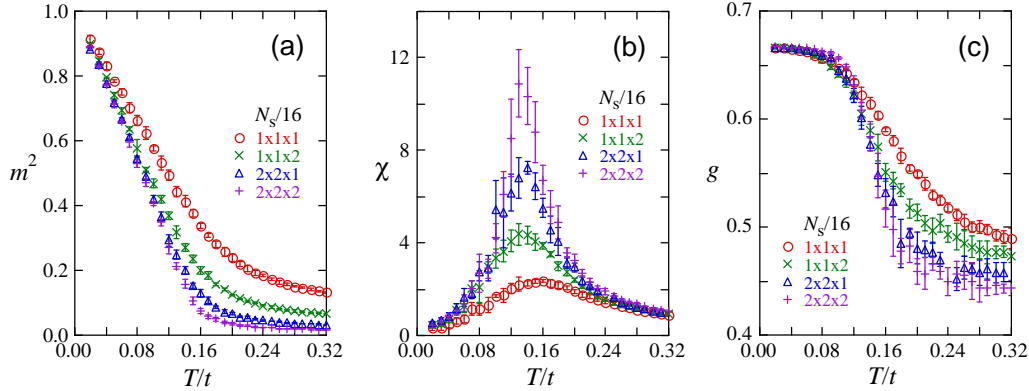 (a)
1.0
0.8
0.6
0.4
0.2
0.0
m²
Nₛ/16
1x1x1
1x1x2
2x2x1
2x2x2
0.00 0.08 0.16 0.24 0.32
T/t
(b)
12
8
4
0
χ
Nₛ/16
1x1x1
1x1x2
2x2x1
2x2x2
0.00 0.08 0.16 0.24 0.32
T/t
(c)
0.7
0.6
0.5
0.4
g
Nₛ/16
1x1x1
1x1x2
2x2x1
2x2x2
0.00 0.08 0.16 0.24 0.32
T/t